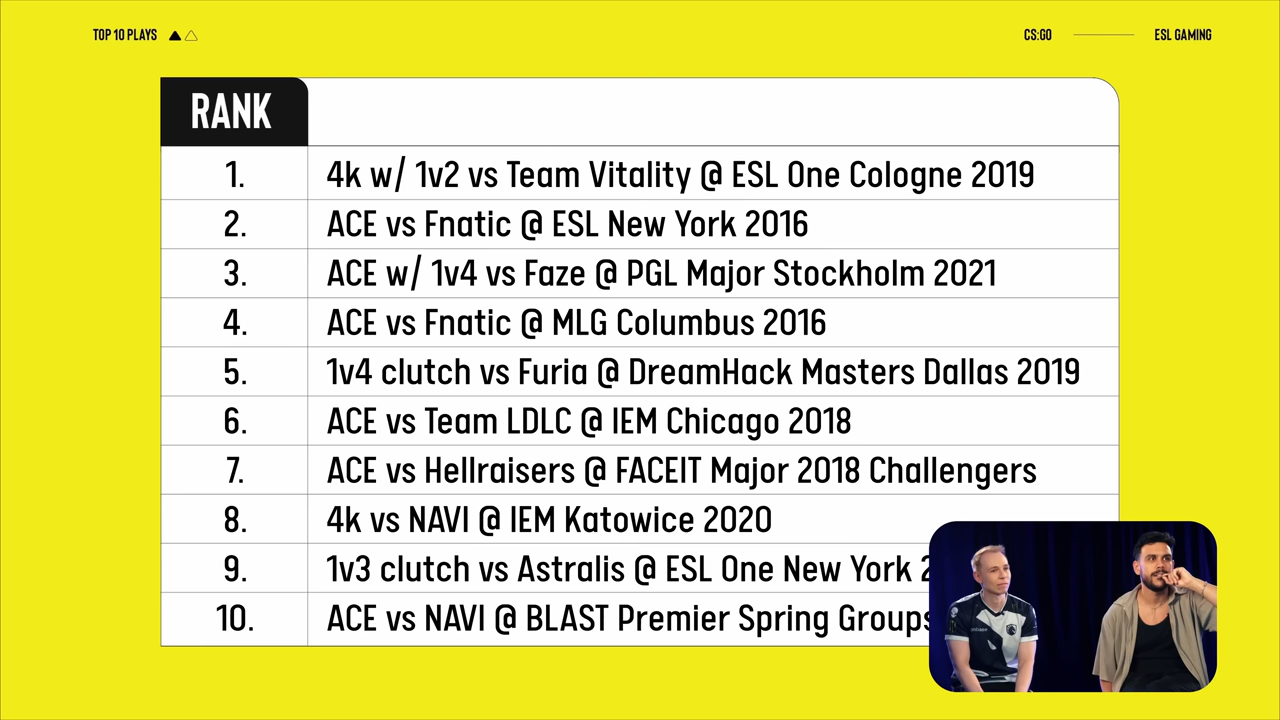 TOP 10 PLAYS
CS:GO
ESL GAMING
RANK
1. 4k w/ 1v2 vs Team Vitality @ ESL One Cologne 2019
2. ACE vs Fnatic @ ESL New York 2016
3. ACE w/ 1v4 vs Faze @ PGL Major Stockholm 2021
4. ACE vs Fnatic @ MLG Columbus 2016
5. 1v4 clutch vs Furia @ DreamHack Masters Dallas 2019
6. ACE vs Team LDLC @ IEM Chicago 2018
7. ACE vs Hellraisers @ FACEIT Major 2018 Challengers
8. 4k vs NAVI @ IEM Katowice 2020
9. 1v3 clutch vs Astralis @ ESL One New York
10. ACE vs NAVI @ BLAST Premier Spring Groups